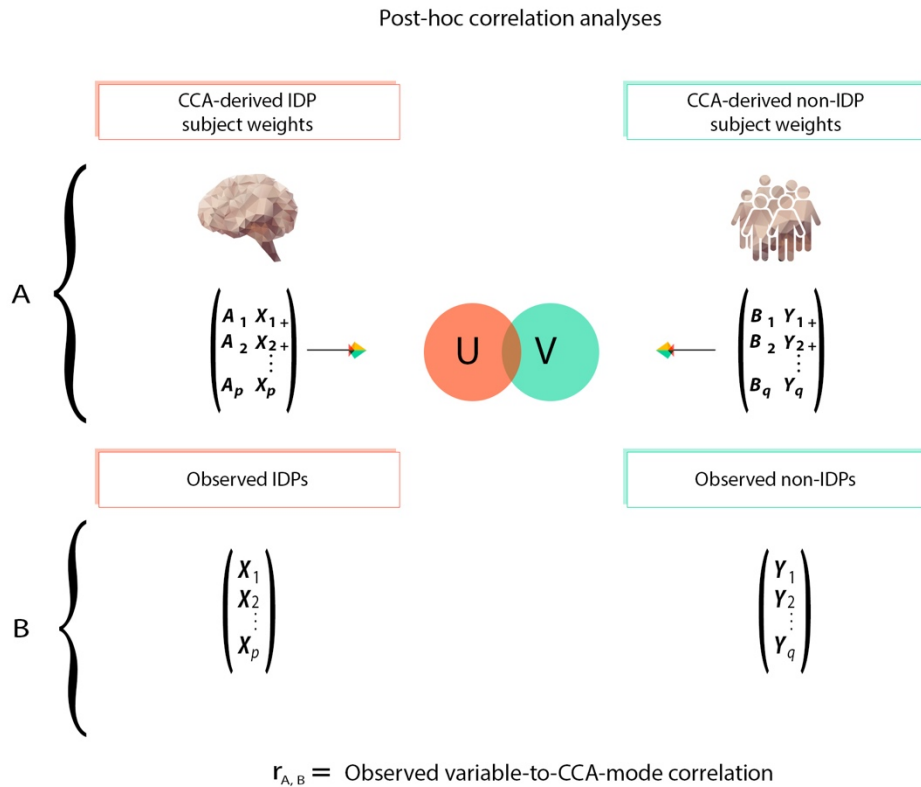 Post-hoc correlation analyses
CCA-derived IDP
subject weights
CCA-derived non-IDP
subject weights
A
A 1 X 1 +
A 2 X 2 +
⋮
A p X p
U V
B 1 Y 1 +
B 2 Y 2 +
⋮
B q Y q
Observed IDPs
Observed non-IDPs
B
X 1
X 2
⋮
X p
Y 1
Y 2
⋮
Y q
r A, B = Observed variable-to-CCA-mode correlation